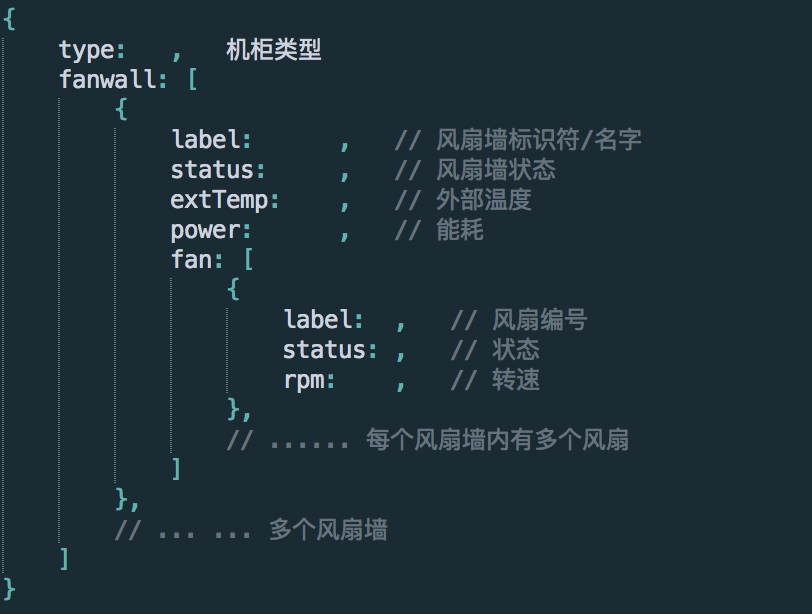 {
type: , 机柜类型
fanwall: [
{
label: , // 风扇墙标识符/名字
status: , // 风扇墙状态
extTemp: , // 外部温度
power: , // 能耗
fan: [
{
label: , // 风扇编号
status: , // 状态
rpm: , // 转速
},
// ...... 每个风扇墙内有多个风扇
]
},
// ... ... 多个风扇墙
]
}